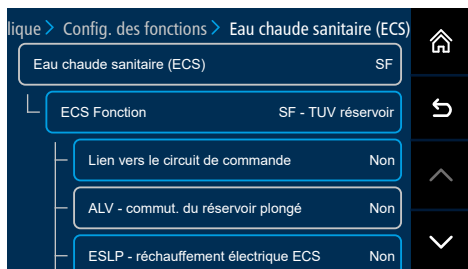 lique > Config. des fonctions > Eau chaude sanitaire (ECS)
Eau chaude sanitaire (ECS) SF
ECS Fonction SF - TUV réservoir
Lien vers le circuit de commande Non
ALV - commut. du réservoir plongé Non
ESLP - réchauffement électrique ECS Non